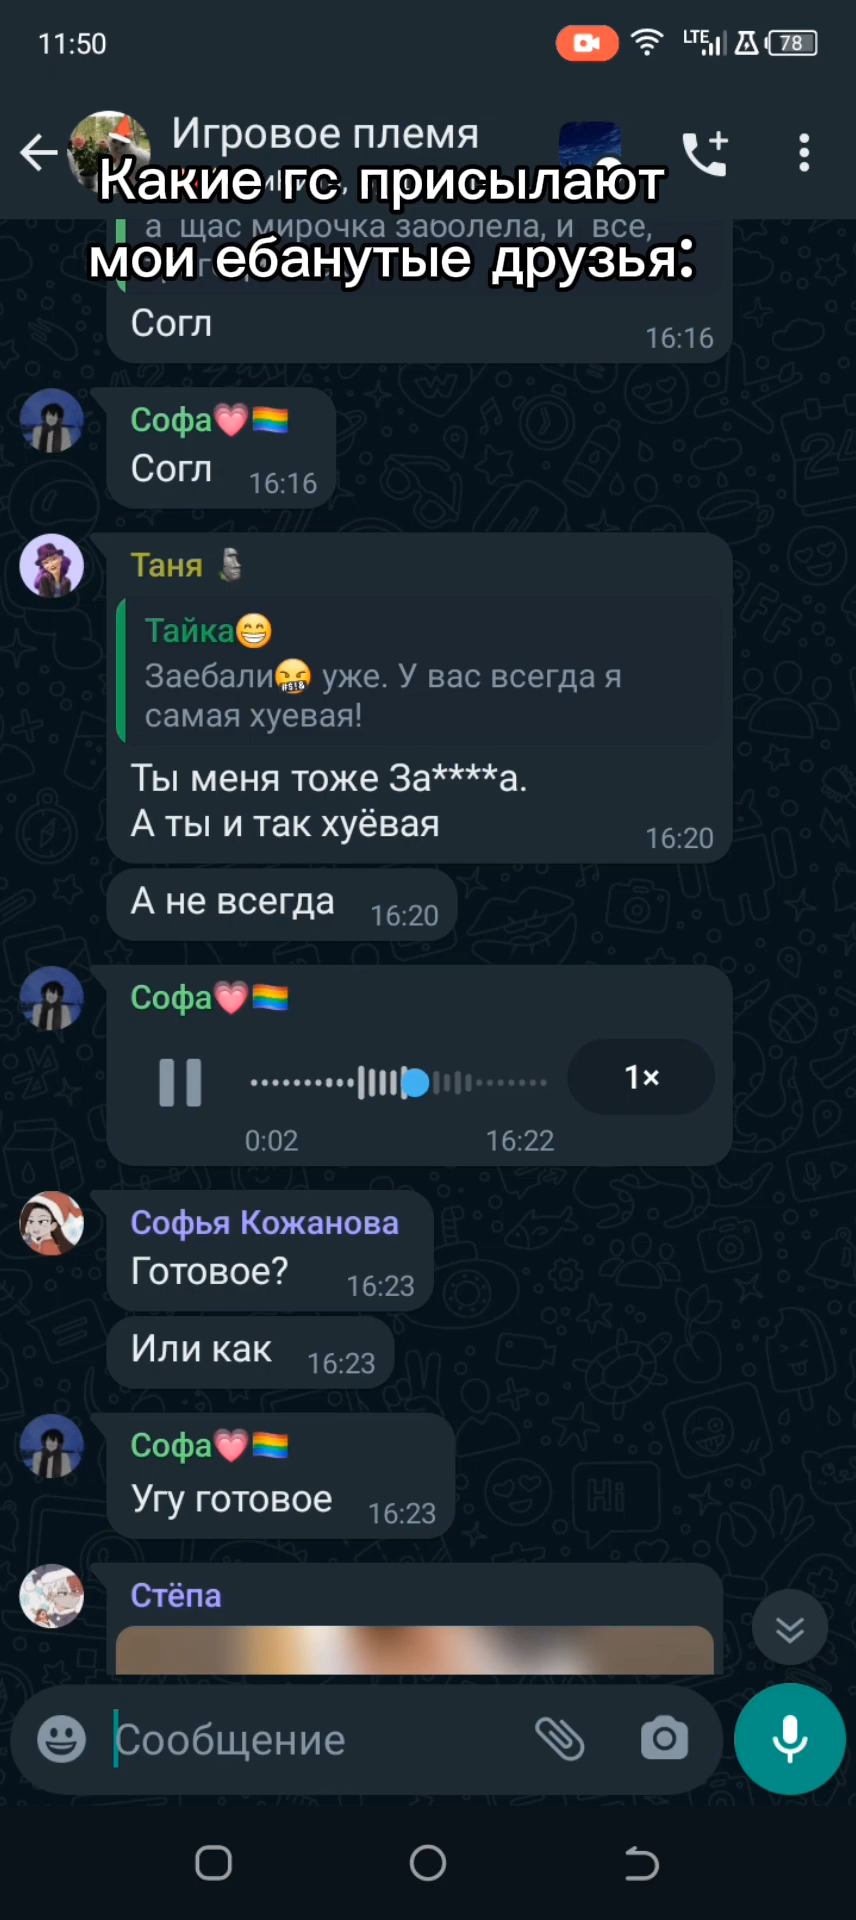 11:50
LTE
78
Игровое племя
Какие гс присылают
а щас мирочка заболела, и все,
мои ебанутые друзья:
Согл
16:16
Софа💗🏳️‍🌈
Согл
16:16
Таня 🗿
Тайка😁
Заебали🤬 уже. У вас всегда я
самая хуевая!
Ты меня тоже За****а.
А ты и так хуёвая
16:20
А не всегда
16:20
Софа💗🏳️‍🌈
1×
0:02
16:22
Софья Кожанова
Готовое?
16:23
Или как
16:23
Софа💗🏳️‍🌈
Угу готовое
16:23
Стёпа
Сообщение